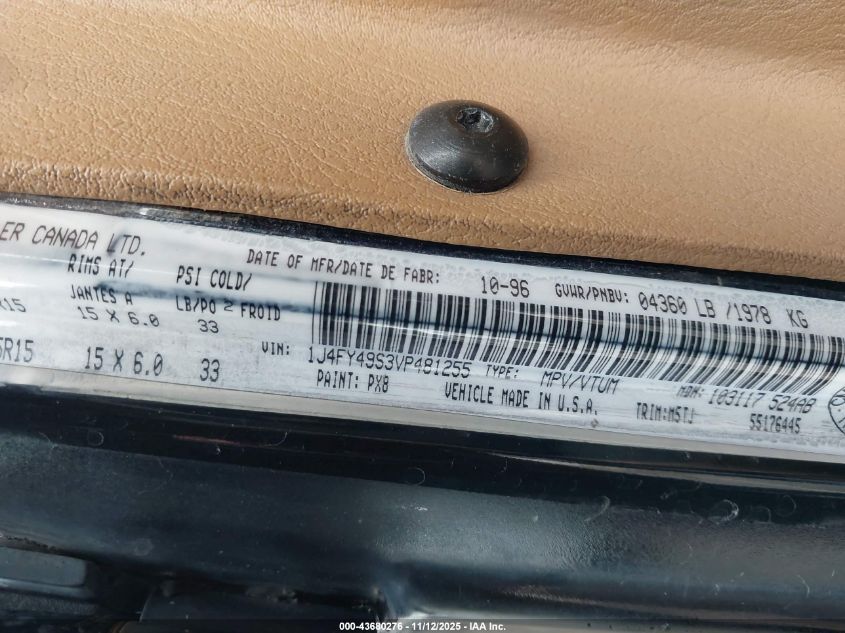 ER CANADA LTD.
DATE OF MFR/DATE DE FABR: 10-96 GVWR/PNBV: 04360 LB /1978 KG
RIMS AT/ PSI COLD/
JANTES A LB/PO 2 FROID
R15 15 X 6.0 33
5R15 15 X 6.0 33
VIN: 1J4FY49S3VP481255 TYPE: MPV/VTUM MDH: 103117 524AB
PAINT: PX8 VEHICLE MADE IN U.S.A. TRIM:MSTJ 55176445
000-43680276 - 11/12/2025 - IAA Inc.